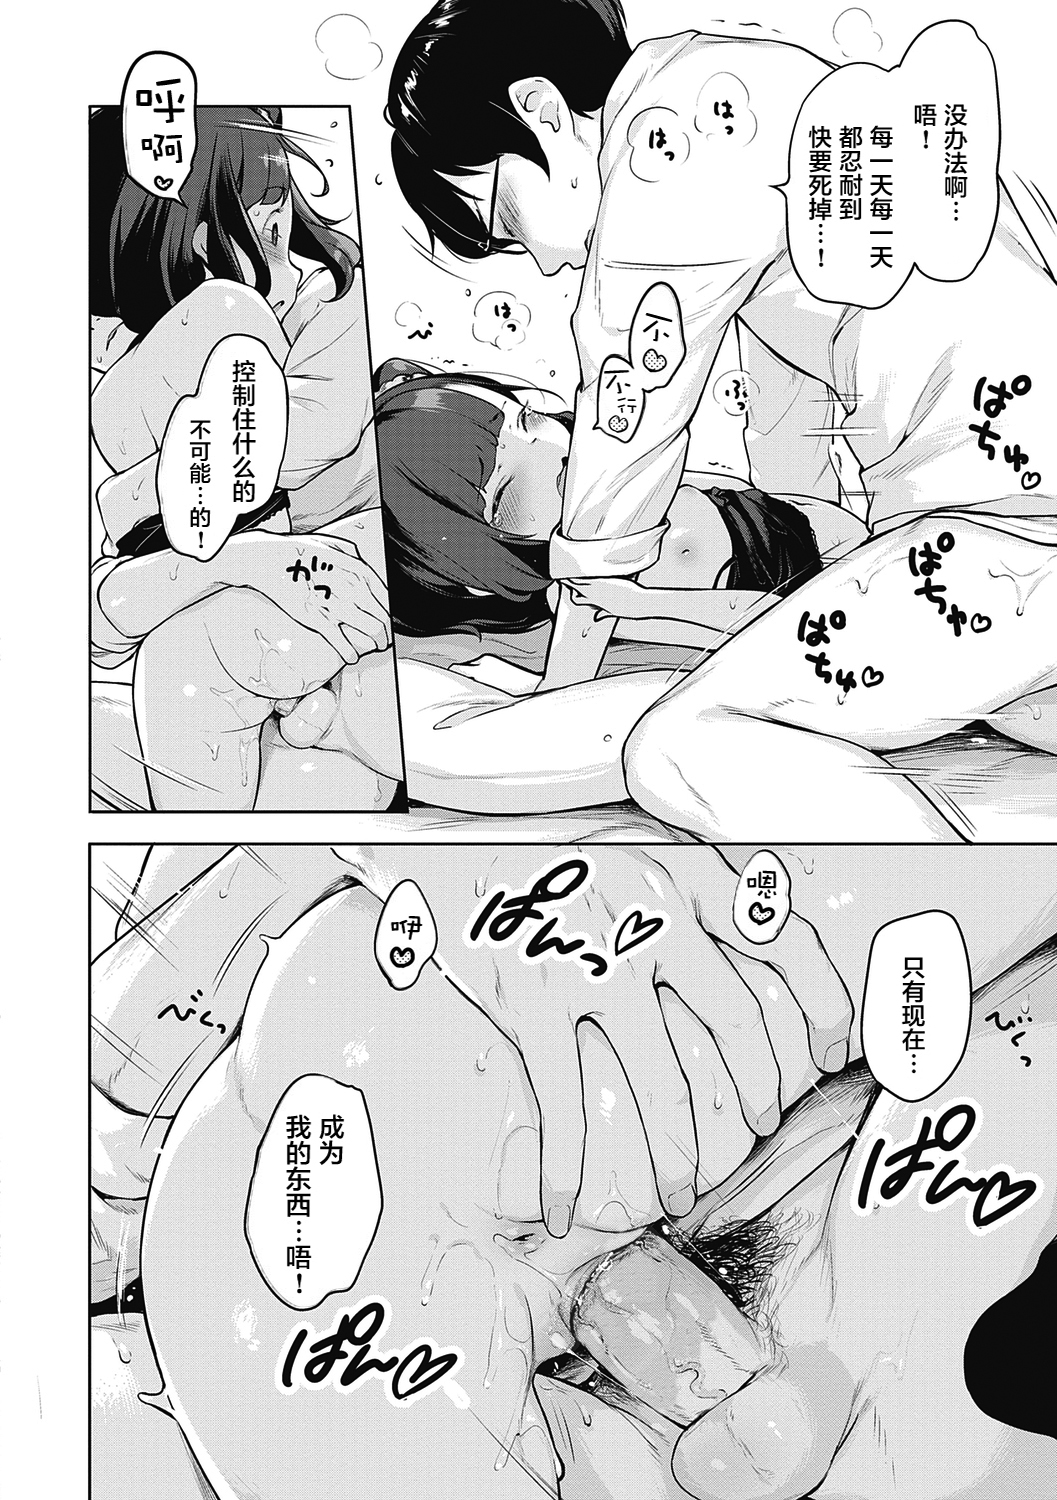 没办法啊…
唔！
每一天每一天
都忍耐到
快要死掉…！
はっ
はっ
不♥
不行♥
はっ
び
ぷっ
ぱちゅ♡
ぱちゅ♡
ぱちゅ♡
呼啊♥
控制住什么的
不可能…的！
がっ
嗯♥
咿♥
ぱんっ♡
只有现在…
びくっ
びくっ
ぱん♡
成为
我的东西…唔！
ぱん♡